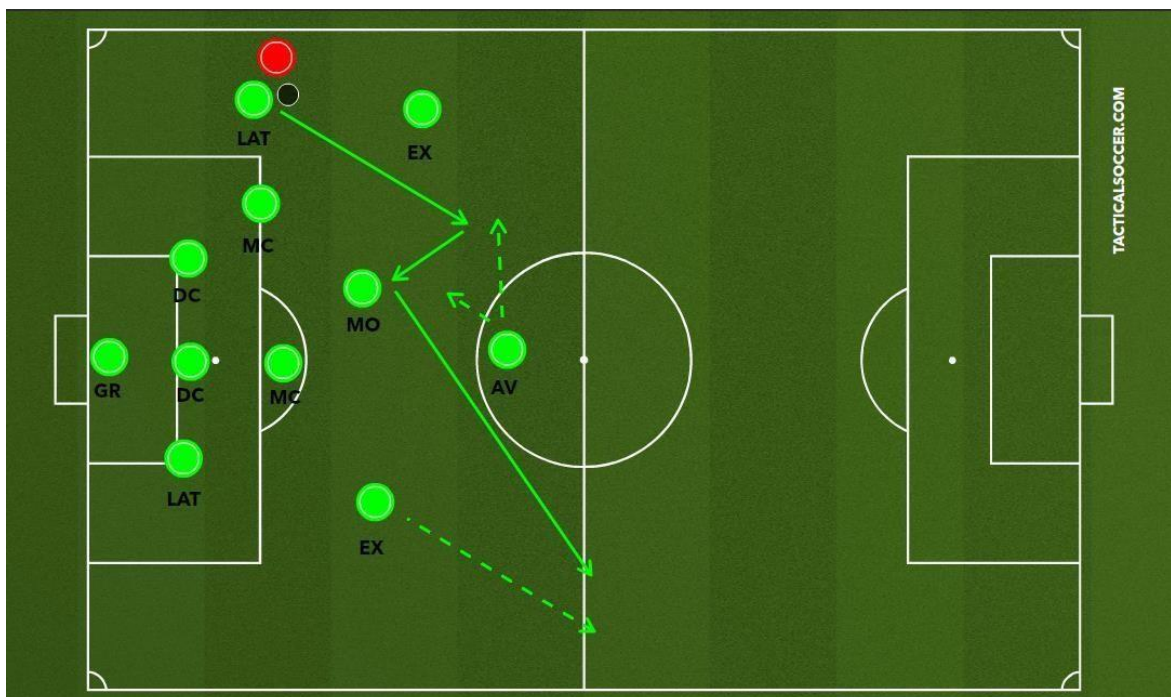 LAT
EX
MC
DC
MO
GR
DC
MC
AV
LAT
EX
TACTICALSOCCER.COM